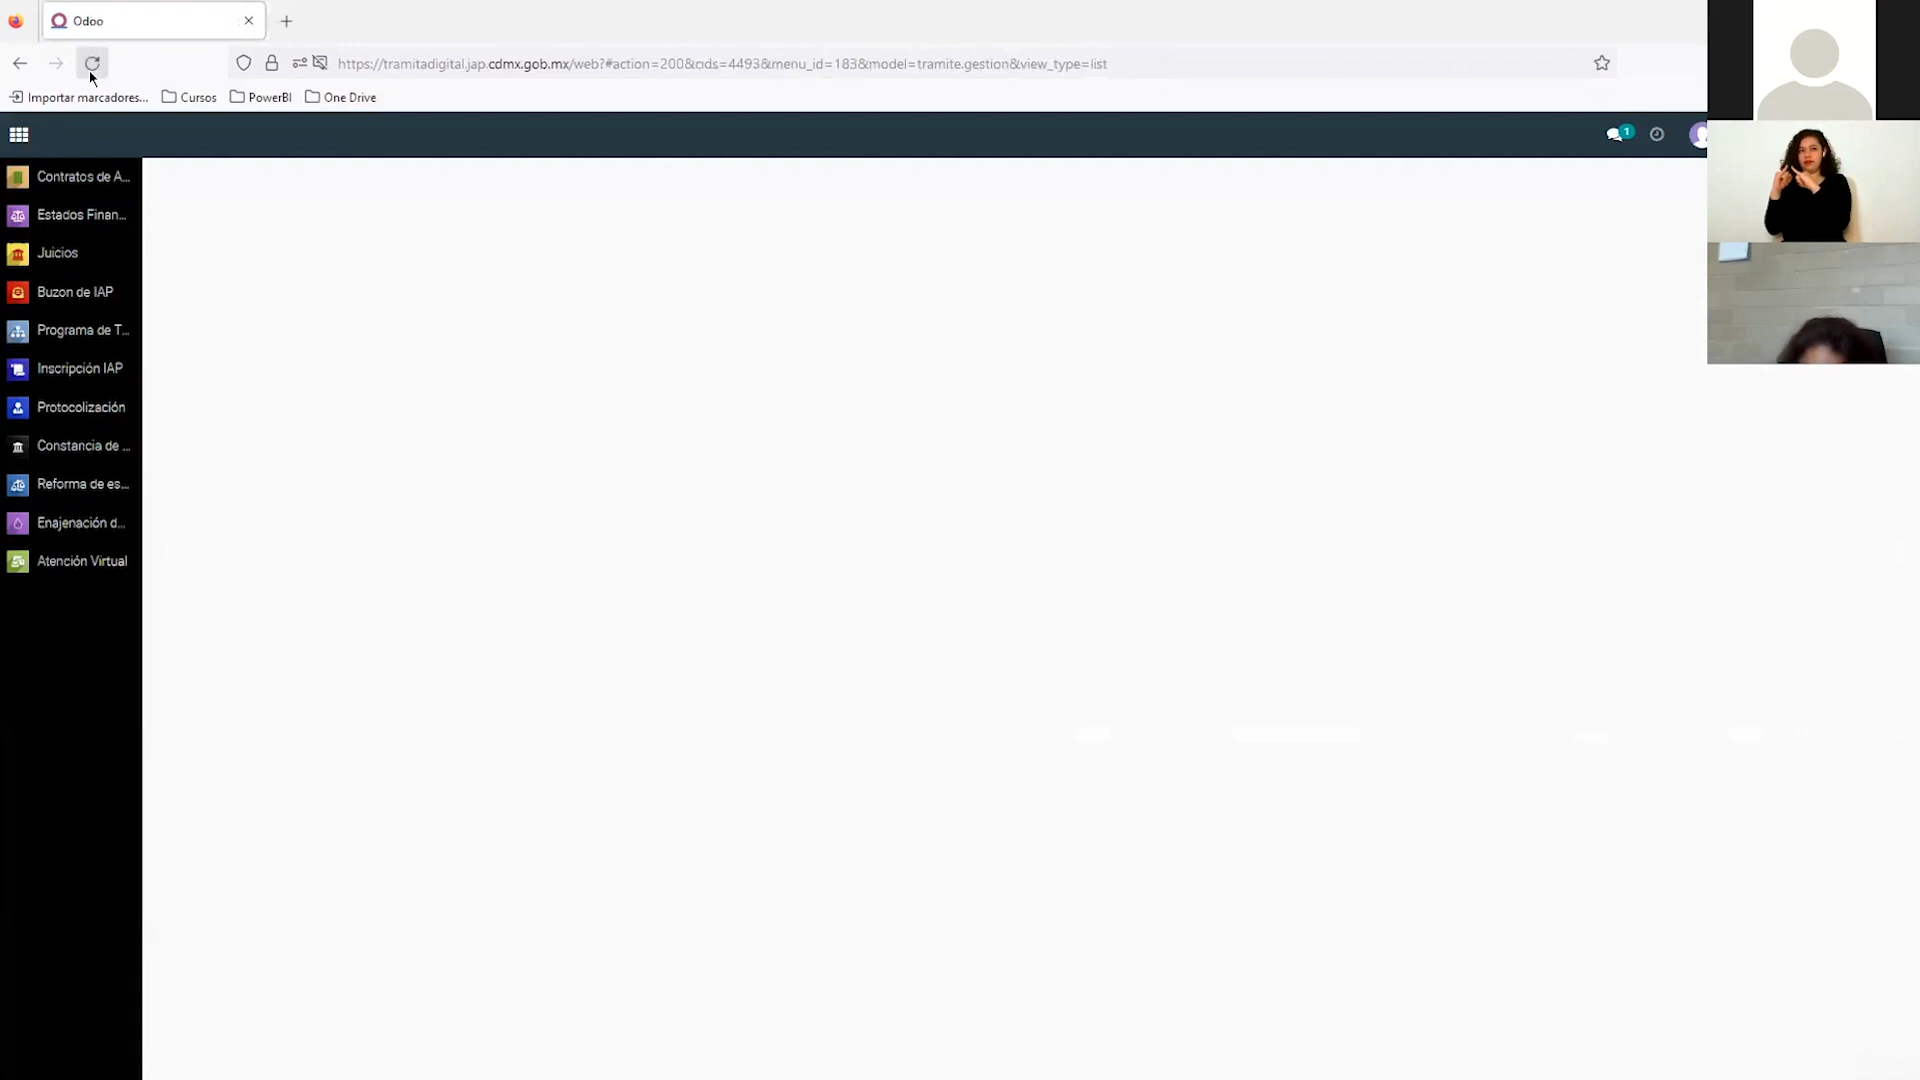 Odoo
https://tramitadigital.jap.cdmx.gob.mx/web?#action=200&cids=4493&menu_id=183&model=tramite.gestion&view_type=list
Importar marcadores...
Cursos
PowerBI
One Drive
1
Contratos de A...
Estados Finan...
Juicios
Buzon de IAP
Programa de T...
Inscripción IAP
Protocolización
Constancia de ...
Reforma de es...
Enajenación d...
Atención Virtual